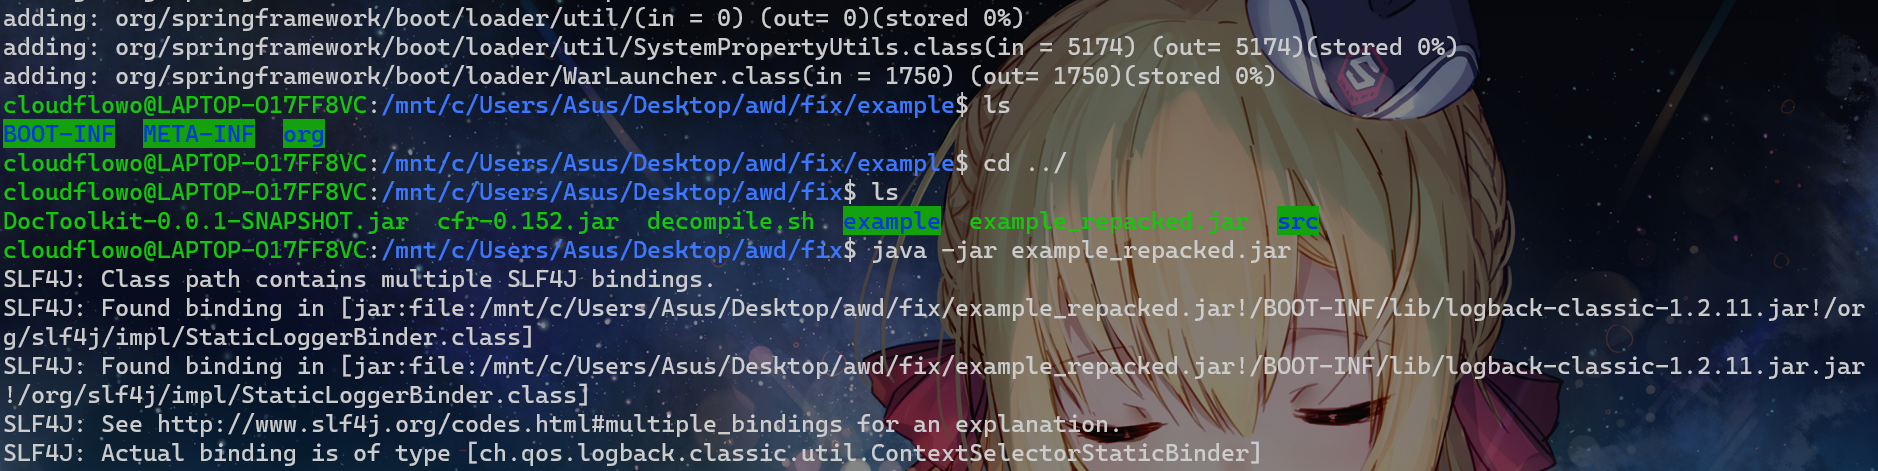 adding: org/springframework/boot/loader/util/(in = 0) (out= 0)(stored 0%)
adding: org/springframework/boot/loader/util/SystemPropertyUtils.class(in = 5174) (out= 5174)(stored 0%)
adding: org/springframework/boot/loader/WarLauncher.class(in = 1750) (out= 1750)(stored 0%)
cloudflowo@LAPTOP-O17FF8VC:/mnt/c/Users/Asus/Desktop/awd/fix/example$ ls
BOOT-INF  META-INF  org
cloudflowo@LAPTOP-O17FF8VC:/mnt/c/Users/Asus/Desktop/awd/fix/example$ cd ../
cloudflowo@LAPTOP-O17FF8VC:/mnt/c/Users/Asus/Desktop/awd/fix$ ls
DocToolkit-0.0.1-SNAPSHOT.jar  cfr-0.152.jar  decompile.sh  example  example_repacked.jar  src
cloudflowo@LAPTOP-O17FF8VC:/mnt/c/Users/Asus/Desktop/awd/fix$ java -jar example_repacked.jar
SLF4J: Class path contains multiple SLF4J bindings.
SLF4J: Found binding in [jar:file:/mnt/c/Users/Asus/Desktop/awd/fix/example_repacked.jar!/BOOT-INF/lib/logback-classic-1.2.11.jar!/or
g/slf4j/impl/StaticLoggerBinder.class]
SLF4J: Found binding in [jar:file:/mnt/c/Users/Asus/Desktop/awd/fix/example_repacked.jar!/BOOT-INF/lib/logback-classic-1.2.11.jar.jar
!/org/slf4j/impl/StaticLoggerBinder.class]
SLF4J: See http://www.slf4j.org/codes.html#multiple_bindings for an explanation.
SLF4J: Actual binding is of type [ch.qos.logback.classic.util.ContextSelectorStaticBinder]